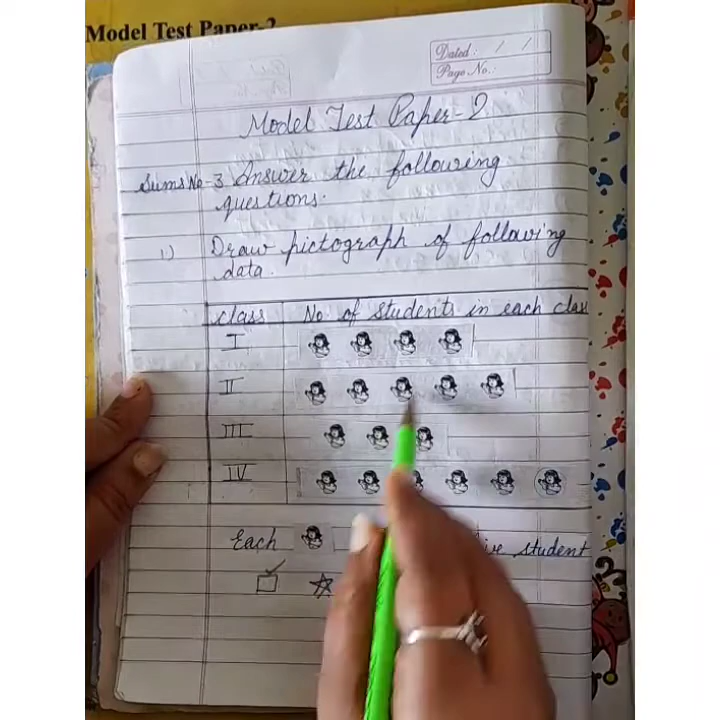 Model Test Paper-2
Dated : / /
Page No.:
Model Test Paper-2
Sums No-3 Answer the following
questions.
1) Draw pictograph of following
data.
class No of students in each class
I
II
III
IV
Each student